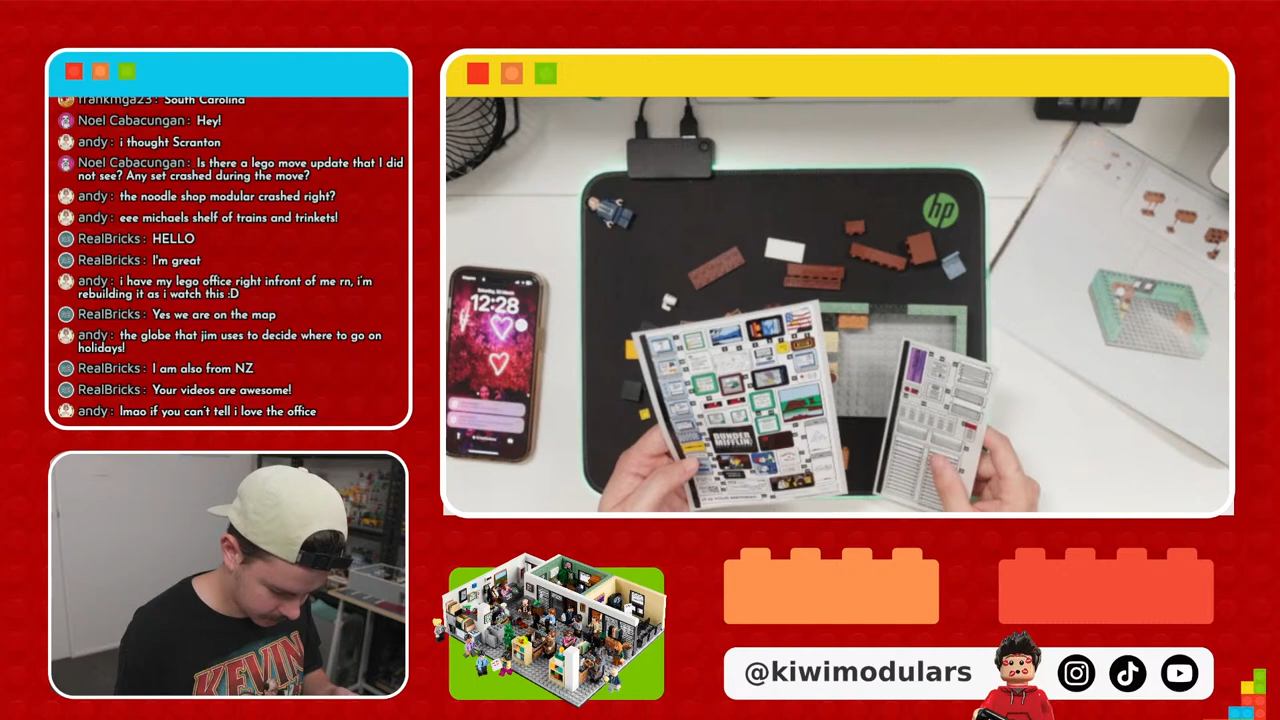 frankmga23: South Carolina
Noel Cabacungan: Hey!
andy: i thought Scranton
Noel Cabacungan: Is there a lego move update that I did
not see? Any set crashed during the move?
andy: the noodle shop modular crashed right?
andy: eee michaels shelf of trains and trinkets!
RealBricks: HELLO
RealBricks: I'm great
andy: i have my lego office right infront of me rn, i'm
rebuilding it as i watch this :D
RealBricks: Yes we are on the map
andy: the globe that jim uses to decide where to go on
holidays!
RealBricks: I am also from NZ
RealBricks: Your videos are awesome!
andy: lmao if you can't tell i love the office
hp
12:28
DUNDER
MIFFLIN
KEVIN
@kiwimodulars